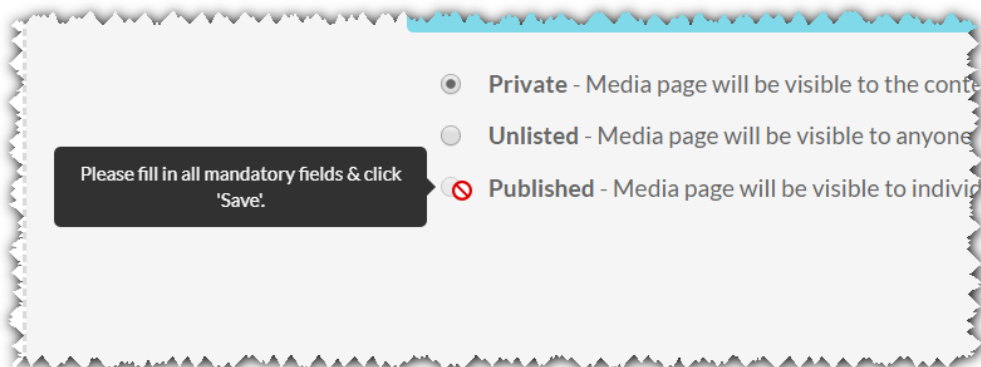 Private - Media page will be visible to the conte
Unlisted - Media page will be visible to anyone
Please fill in all mandatory fields & click
'Save'.
Published - Media page will be visible to individ